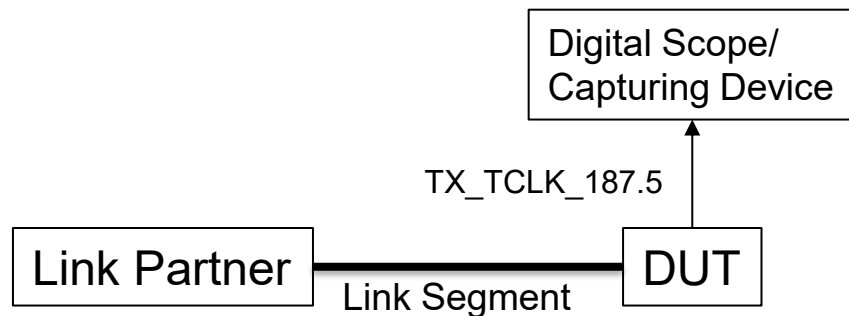 Digital Scope/
Capturing Device
TX_TCLK_187.5
Link Partner
DUT
Link Segment